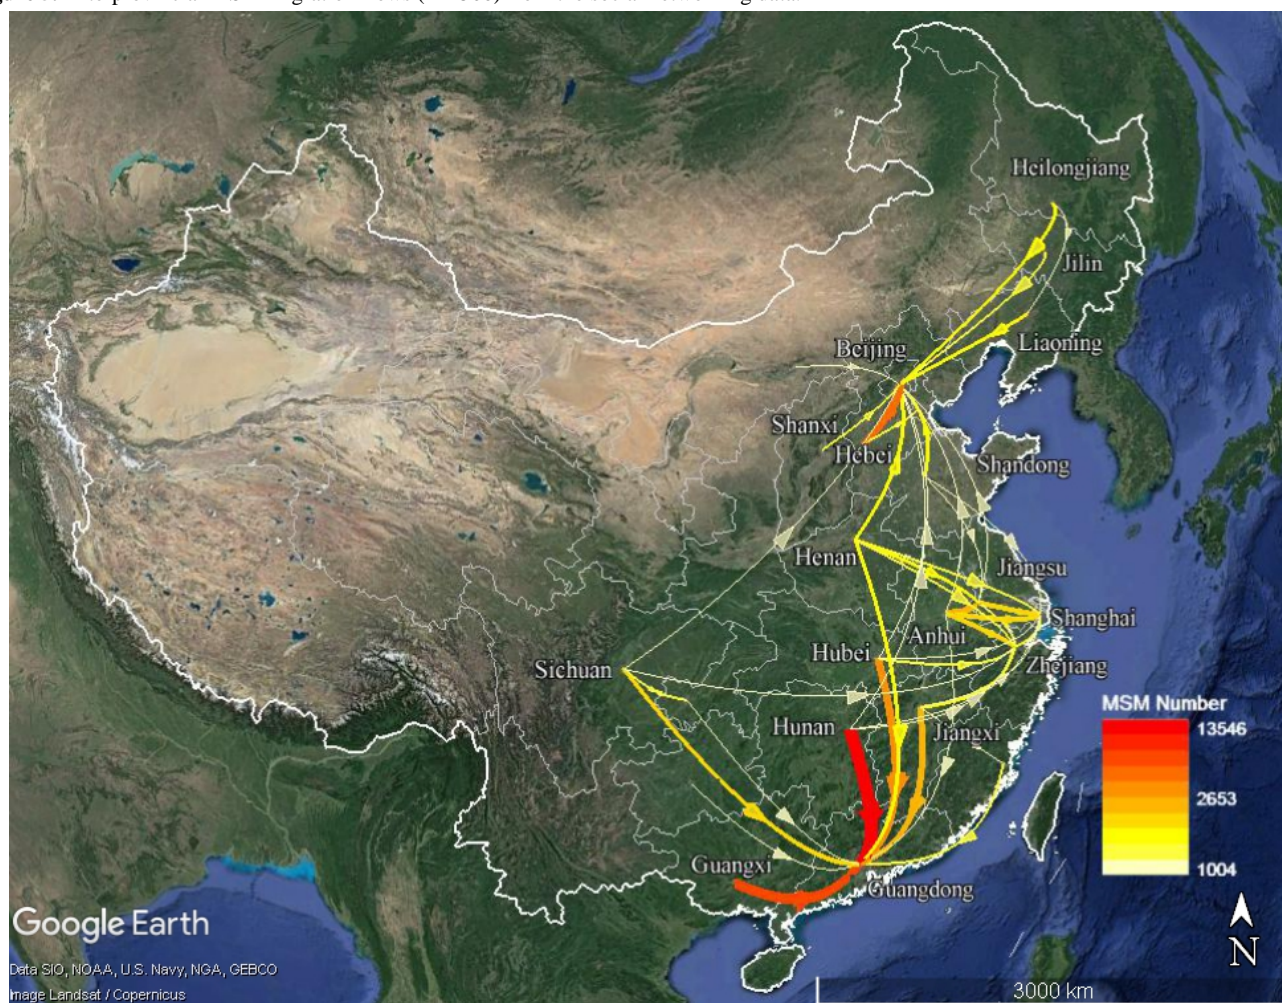 Heilongjiang
Jilin
Liaoning
Beijing
Shanxi
Hebei
Shandong
Henan
Jiangsu
Shanghai
Anhui
Hubei
Zhejiang
Sichuan
Hunan
Jiangxi
Guangxi
Guangdong
MSM Number
13546
2653
1004
N
Google Earth
Data SIO, NOAA, U.S. Navy, NGA, GEBCO
Image Landsat / Copernicus
3000 km